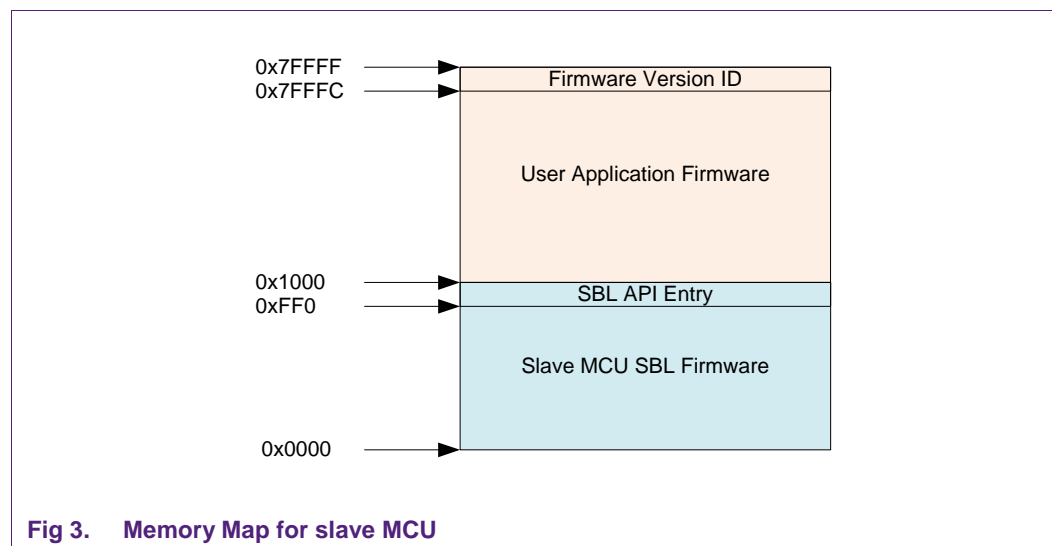 0x7FFFF
Firmware Version ID
0x7FFFC
User Application Firmware
0x1000
SBL API Entry
0xFF0
Slave MCU SBL Firmware
0x0000
Fig 3. Memory Map for slave MCU